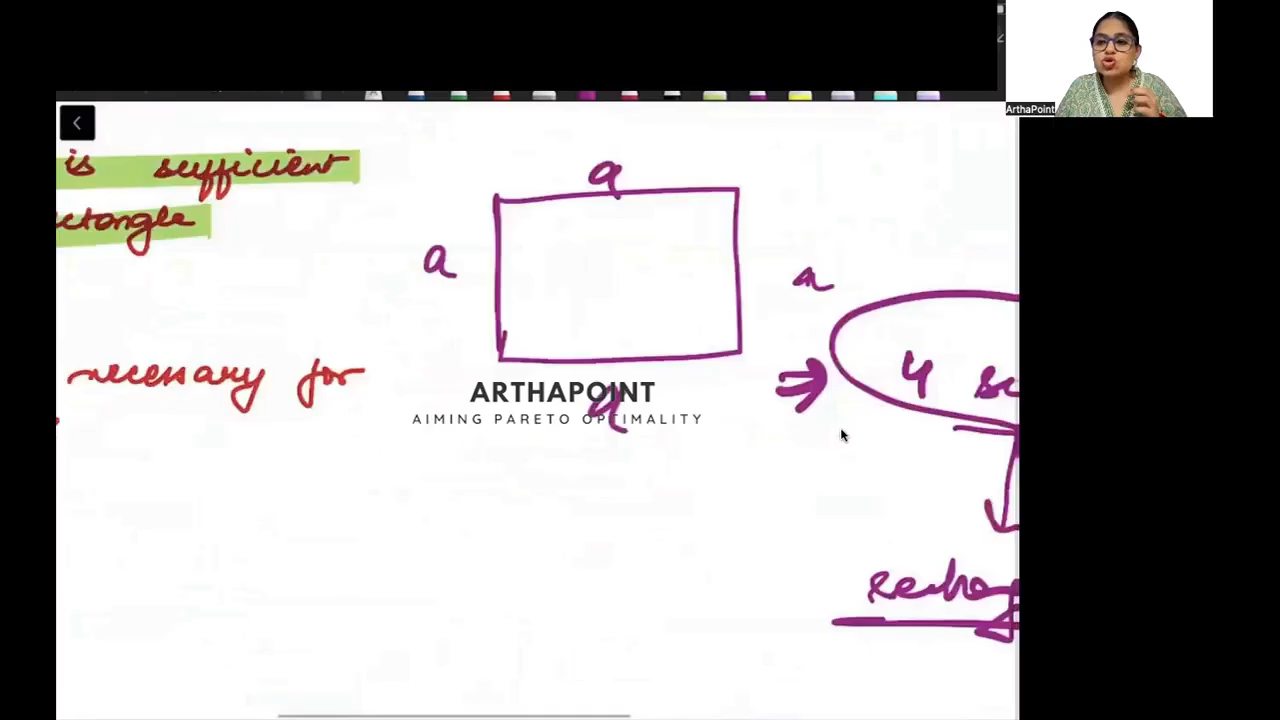 ArthaPoint
is sufficient
a
ctangle
a
a
4
necessary for
ARTHAPOINT
a
AIMING PARETO OPTIMALITY